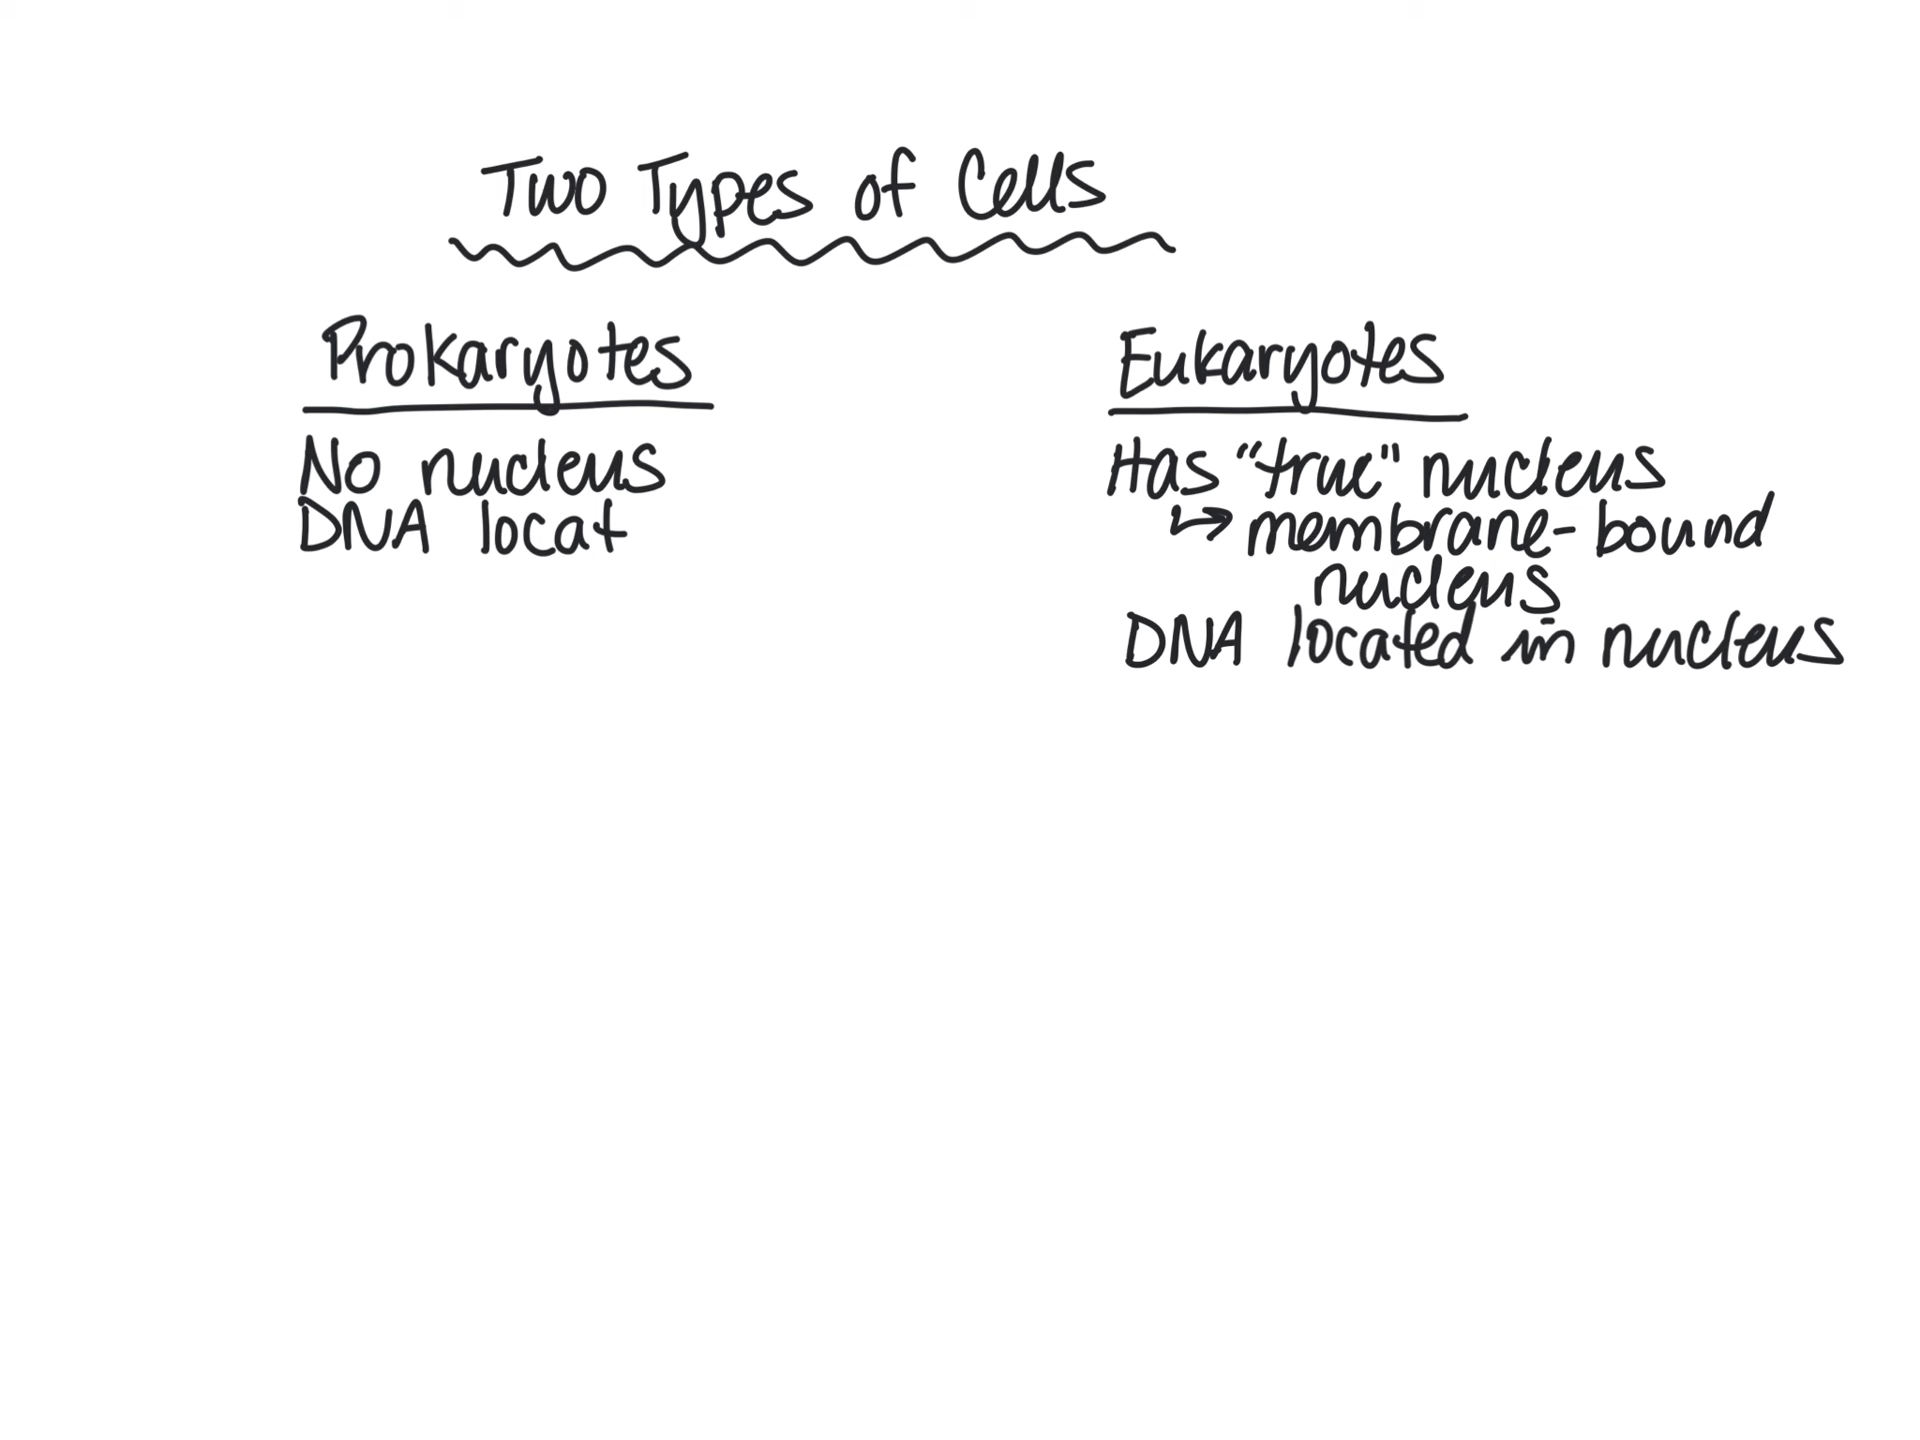 Two Types of Cells
Prokaryotes
No nucleus
DNA locat
Eukaryotes
Has "true" nucleus
↳ membrane-bound
nucleus
DNA located in nucleus